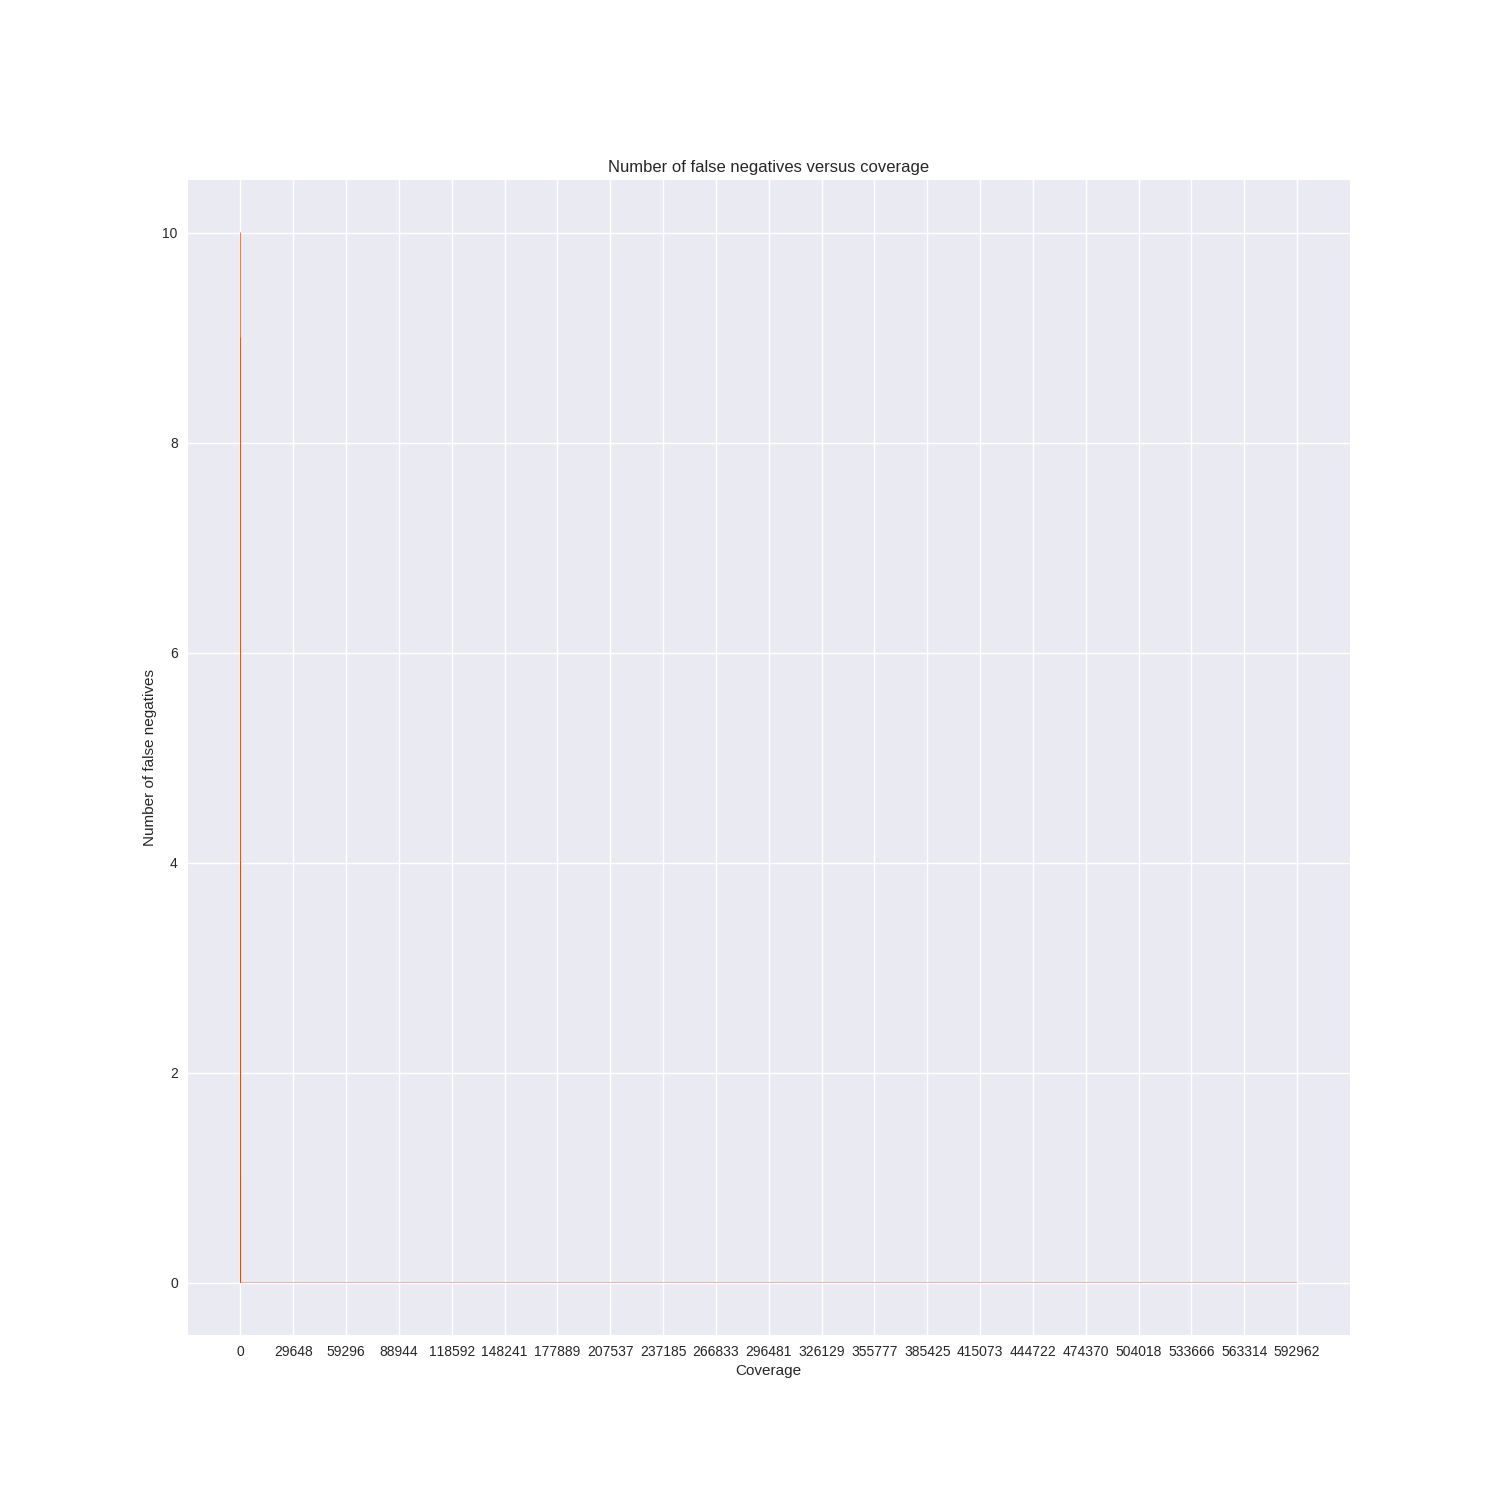 Number of false negatives versus coverage
10
8
6
4
2
0
Number of false negatives
0 29648 59296 88944 118592 148241 177889 207537 237185 266833 296481 326129 355777 385425 415073 444722 474370 504018 533666 563314 592962
Coverage